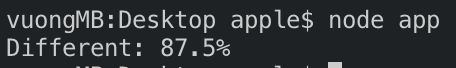 vuongMB:Desktop apple$ node app
Different: 87.5%